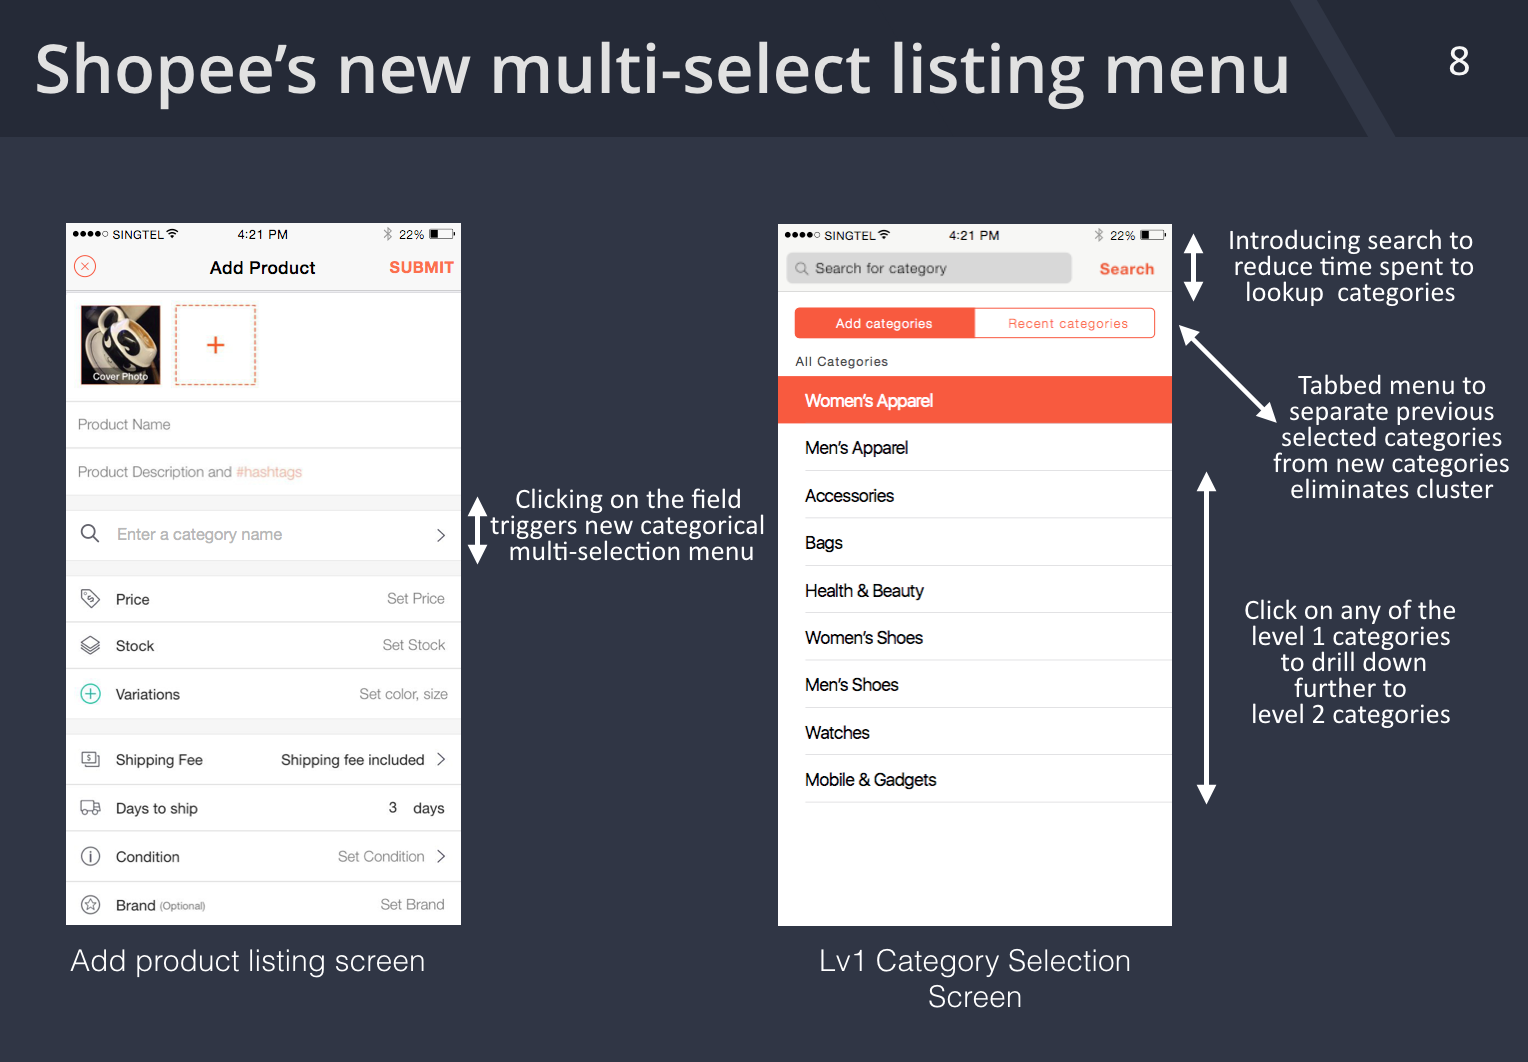 Shopee’s new multi-select listing menu
8
SINGTEL 4:21 PM 22%
Add Product SUBMIT
Cover Photo
Product Name
Product Description and #hashtags
Enter a category name
Price Set Price
Stock Set Stock
Variations Set color, size
Shipping Fee Shipping fee included
Days to ship 3 days
Condition Set Condition
Brand (Optional) Set Brand
Add product listing screen
Clicking on the field
triggers new categorical
multi-selection menu
SINGTEL 4:21 PM 22%
Search for category Search
Add categories Recent categories
All Categories
Women’s Apparel
Men’s Apparel
Accessories
Bags
Health & Beauty
Women’s Shoes
Men’s Shoes
Watches
Mobile & Gadgets
Lv1 Category Selection
Screen
Introducing search to
reduce time spent to
lookup categories
Tabbed menu to
separate previous
selected categories
from new categories
eliminates cluster
Click on any of the
level 1 categories
to drill down
further to
level 2 categories